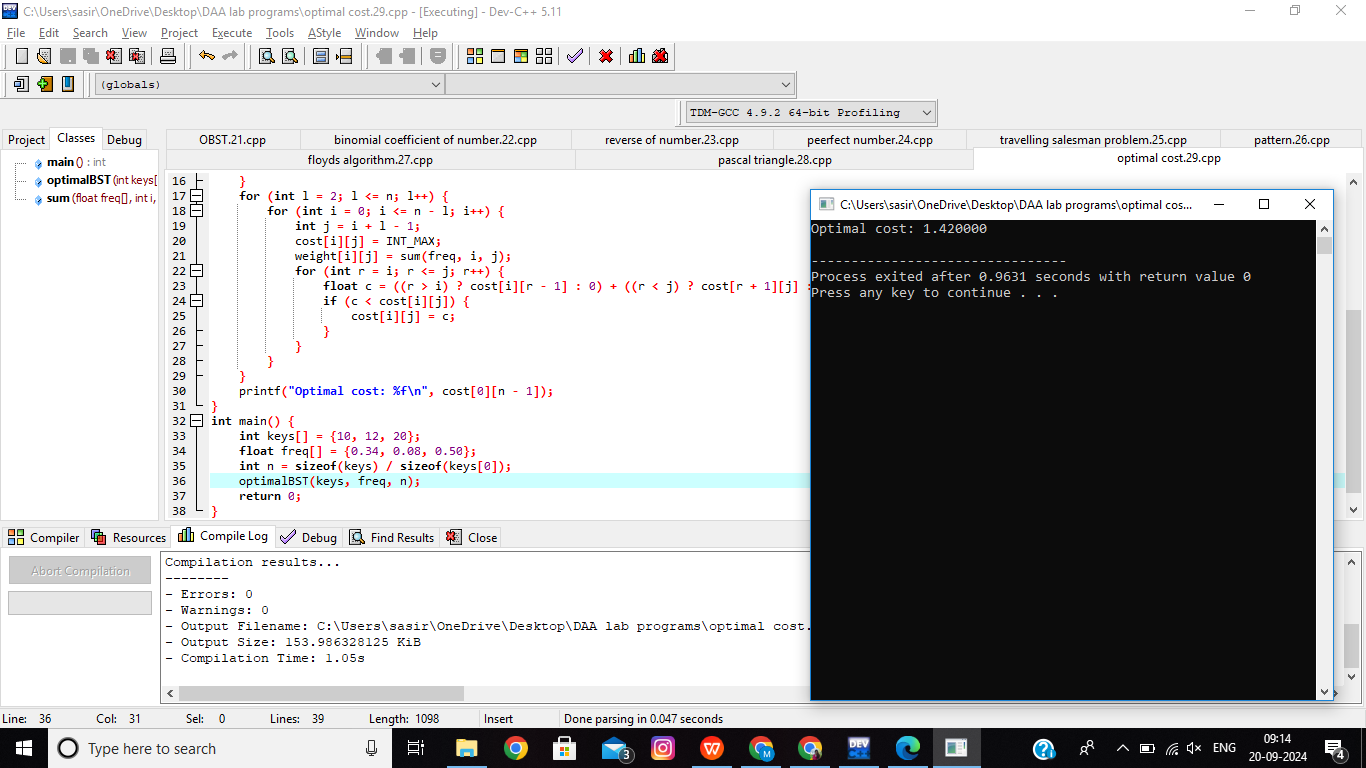 C:\Users\sasir\OneDrive\Desktop\DAA lab programs\optimal cost.29.cpp - [Executing] - Dev-C++ 5.11
File Edit Search View Project Execute Tools AStyle Window Help
(globals)
TDM-GCC 4.9.2 64-bit Profiling
Project Classes Debug
OBST.21.cpp binomial coefficient of number.22.cpp reverse of number.23.cpp peerfect number.24.cpp travelling salesman problem.25.cpp pattern.26.cpp
floyds algorithm.27.cpp pascal triangle.28.cpp optimal cost.29.cpp
main () : int
optimalBST (int keys[
sum (float freq[], int i,
16 }
17 for (int l = 2; l <= n; l++) {
18 for (int i = 0; i <= n - l; i++) {
19 int j = i + l - 1;
20 cost[i][j] = INT_MAX;
21 weight[i][j] = sum(freq, i, j);
22 for (int r = i; r <= j; r++) {
23 float c = ((r > i) ? cost[i][r - 1] : 0) + ((r < j) ? cost[r + 1][j] :
24 if (c < cost[i][j]) {
25 cost[i][j] = c;
26 }
27 }
28 }
29 }
30 printf("Optimal cost: %f\n", cost[0][n - 1]);
31 }
32 int main() {
33 int keys[] = {10, 12, 20};
34 float freq[] = {0.34, 0.08, 0.50};
35 int n = sizeof(keys) / sizeof(keys[0]);
36 optimalBST(keys, freq, n);
37 return 0;
38 }
C:\Users\sasir\OneDrive\Desktop\DAA lab programs\optimal cos...
Optimal cost: 1.420000
--------------------------------
Process exited after 0.9631 seconds with return value 0
Press any key to continue . . .
Compiler Resources Compile Log Debug Find Results Close
Abort Compilation
Compilation results...
--------
- Errors: 0
- Warnings: 0
- Output Filename: C:\Users\sasir\OneDrive\Desktop\DAA lab programs\optimal cost.
- Output Size: 153.986328125 KiB
- Compilation Time: 1.05s
Line: 36 Col: 31 Sel: 0 Lines: 39 Length: 1098 Insert Done parsing in 0.047 seconds
Type here to search
3
M
DEV
ENG
09:14
20-09-2024
4